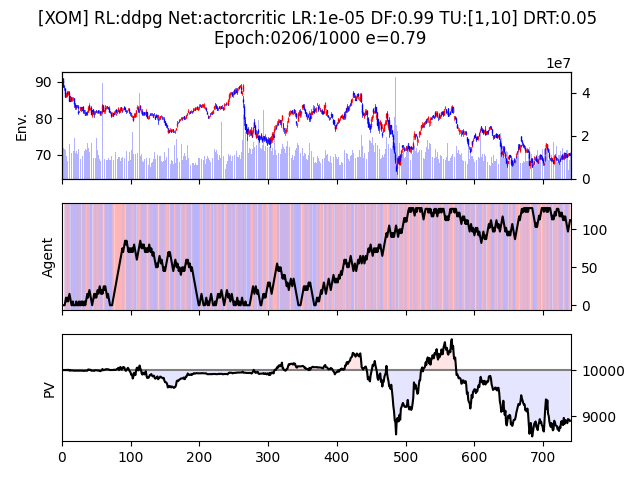 [XOM] RL:ddpg Net:actorcritic LR:1e-05 DF:0.99 TU:[1,10] DRT:0.05
Epoch:0206/1000 e=0.79
1e7
Env.
90
80
70
4
2
0
Agent
100
50
0
PV
10000
9000
0 100 200 300 400 500 600 700